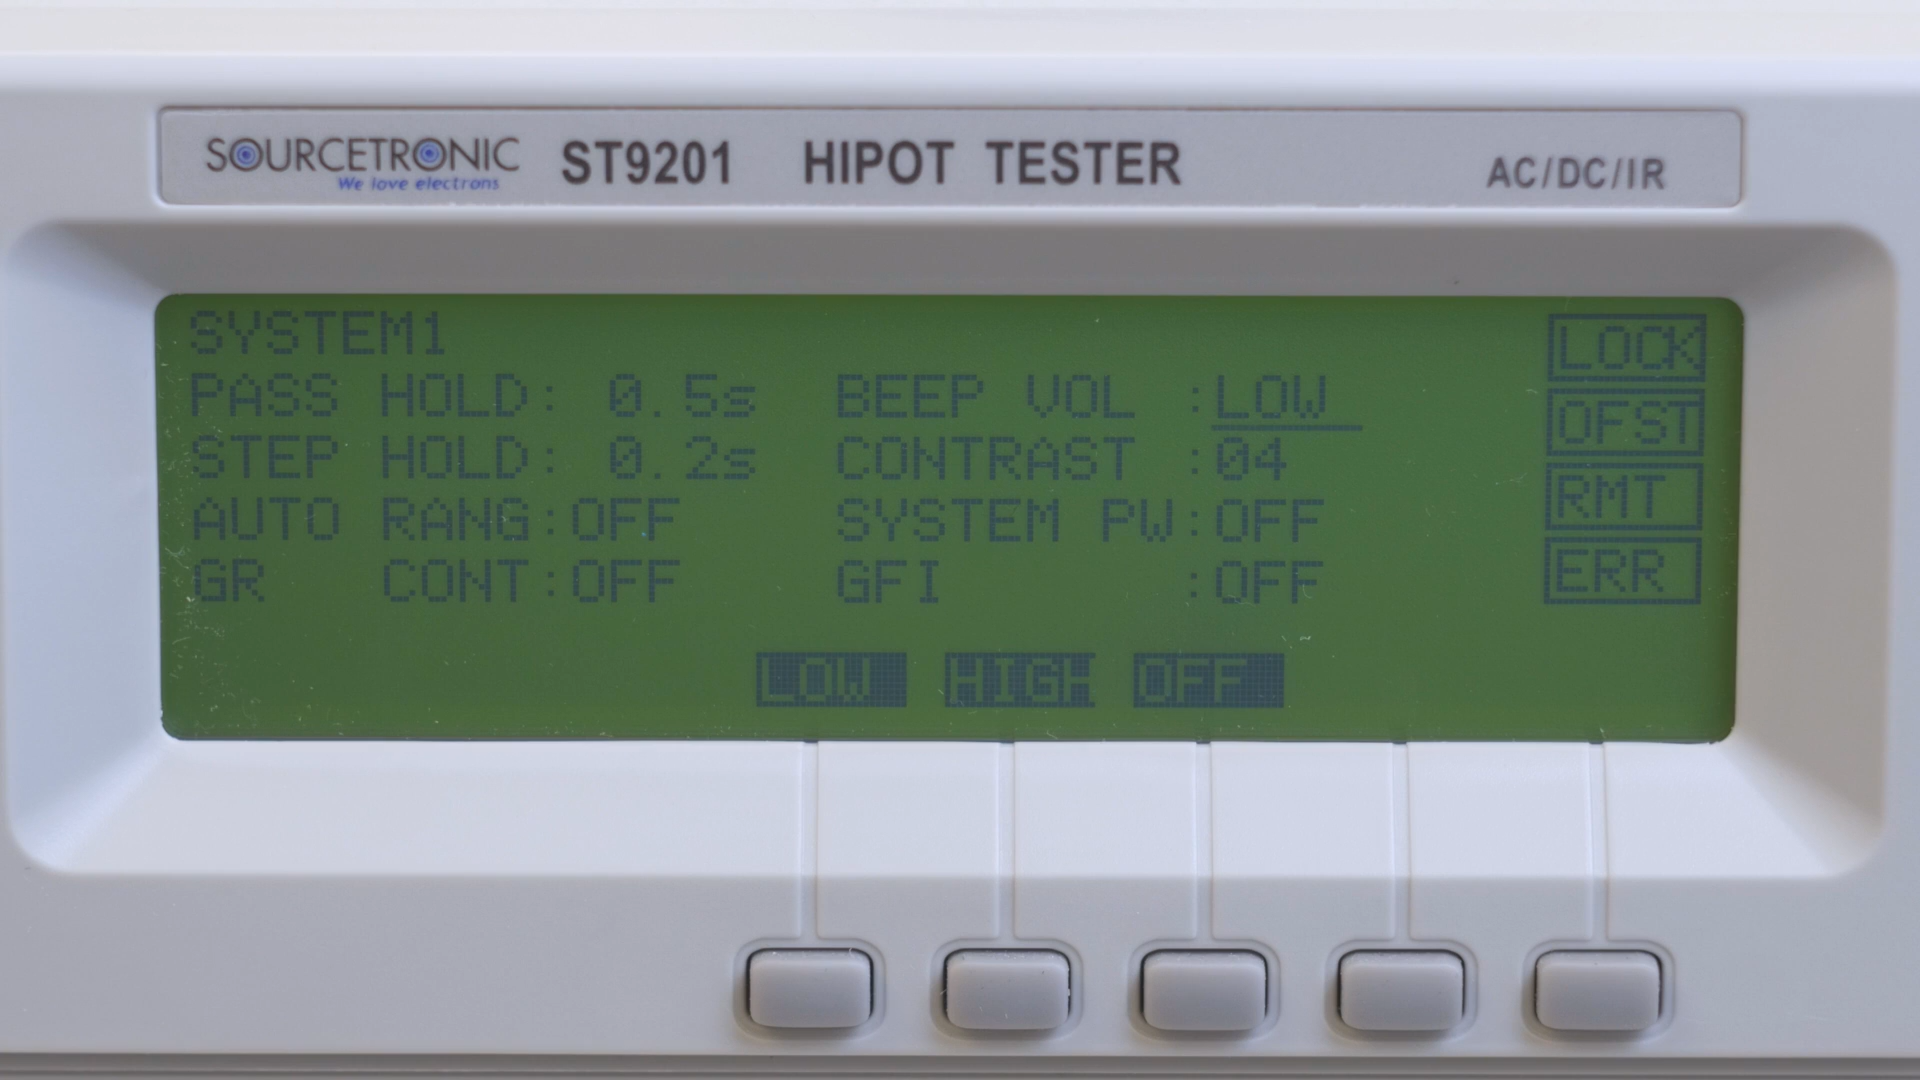 SOURCETRONIC ST9201 HIPOT TESTER AC/DC/IR
We love electrons
SYSTEM1 LOCK
PASS HOLD: 0.5s BEEP VOL :LOW OFST
STEP HOLD: 0.2s CONTRAST :04 RMT
AUTO RANG:OFF SYSTEM PW:OFF ERR
GR CONT:OFF GFI :OFF
LOW HIGH OFF